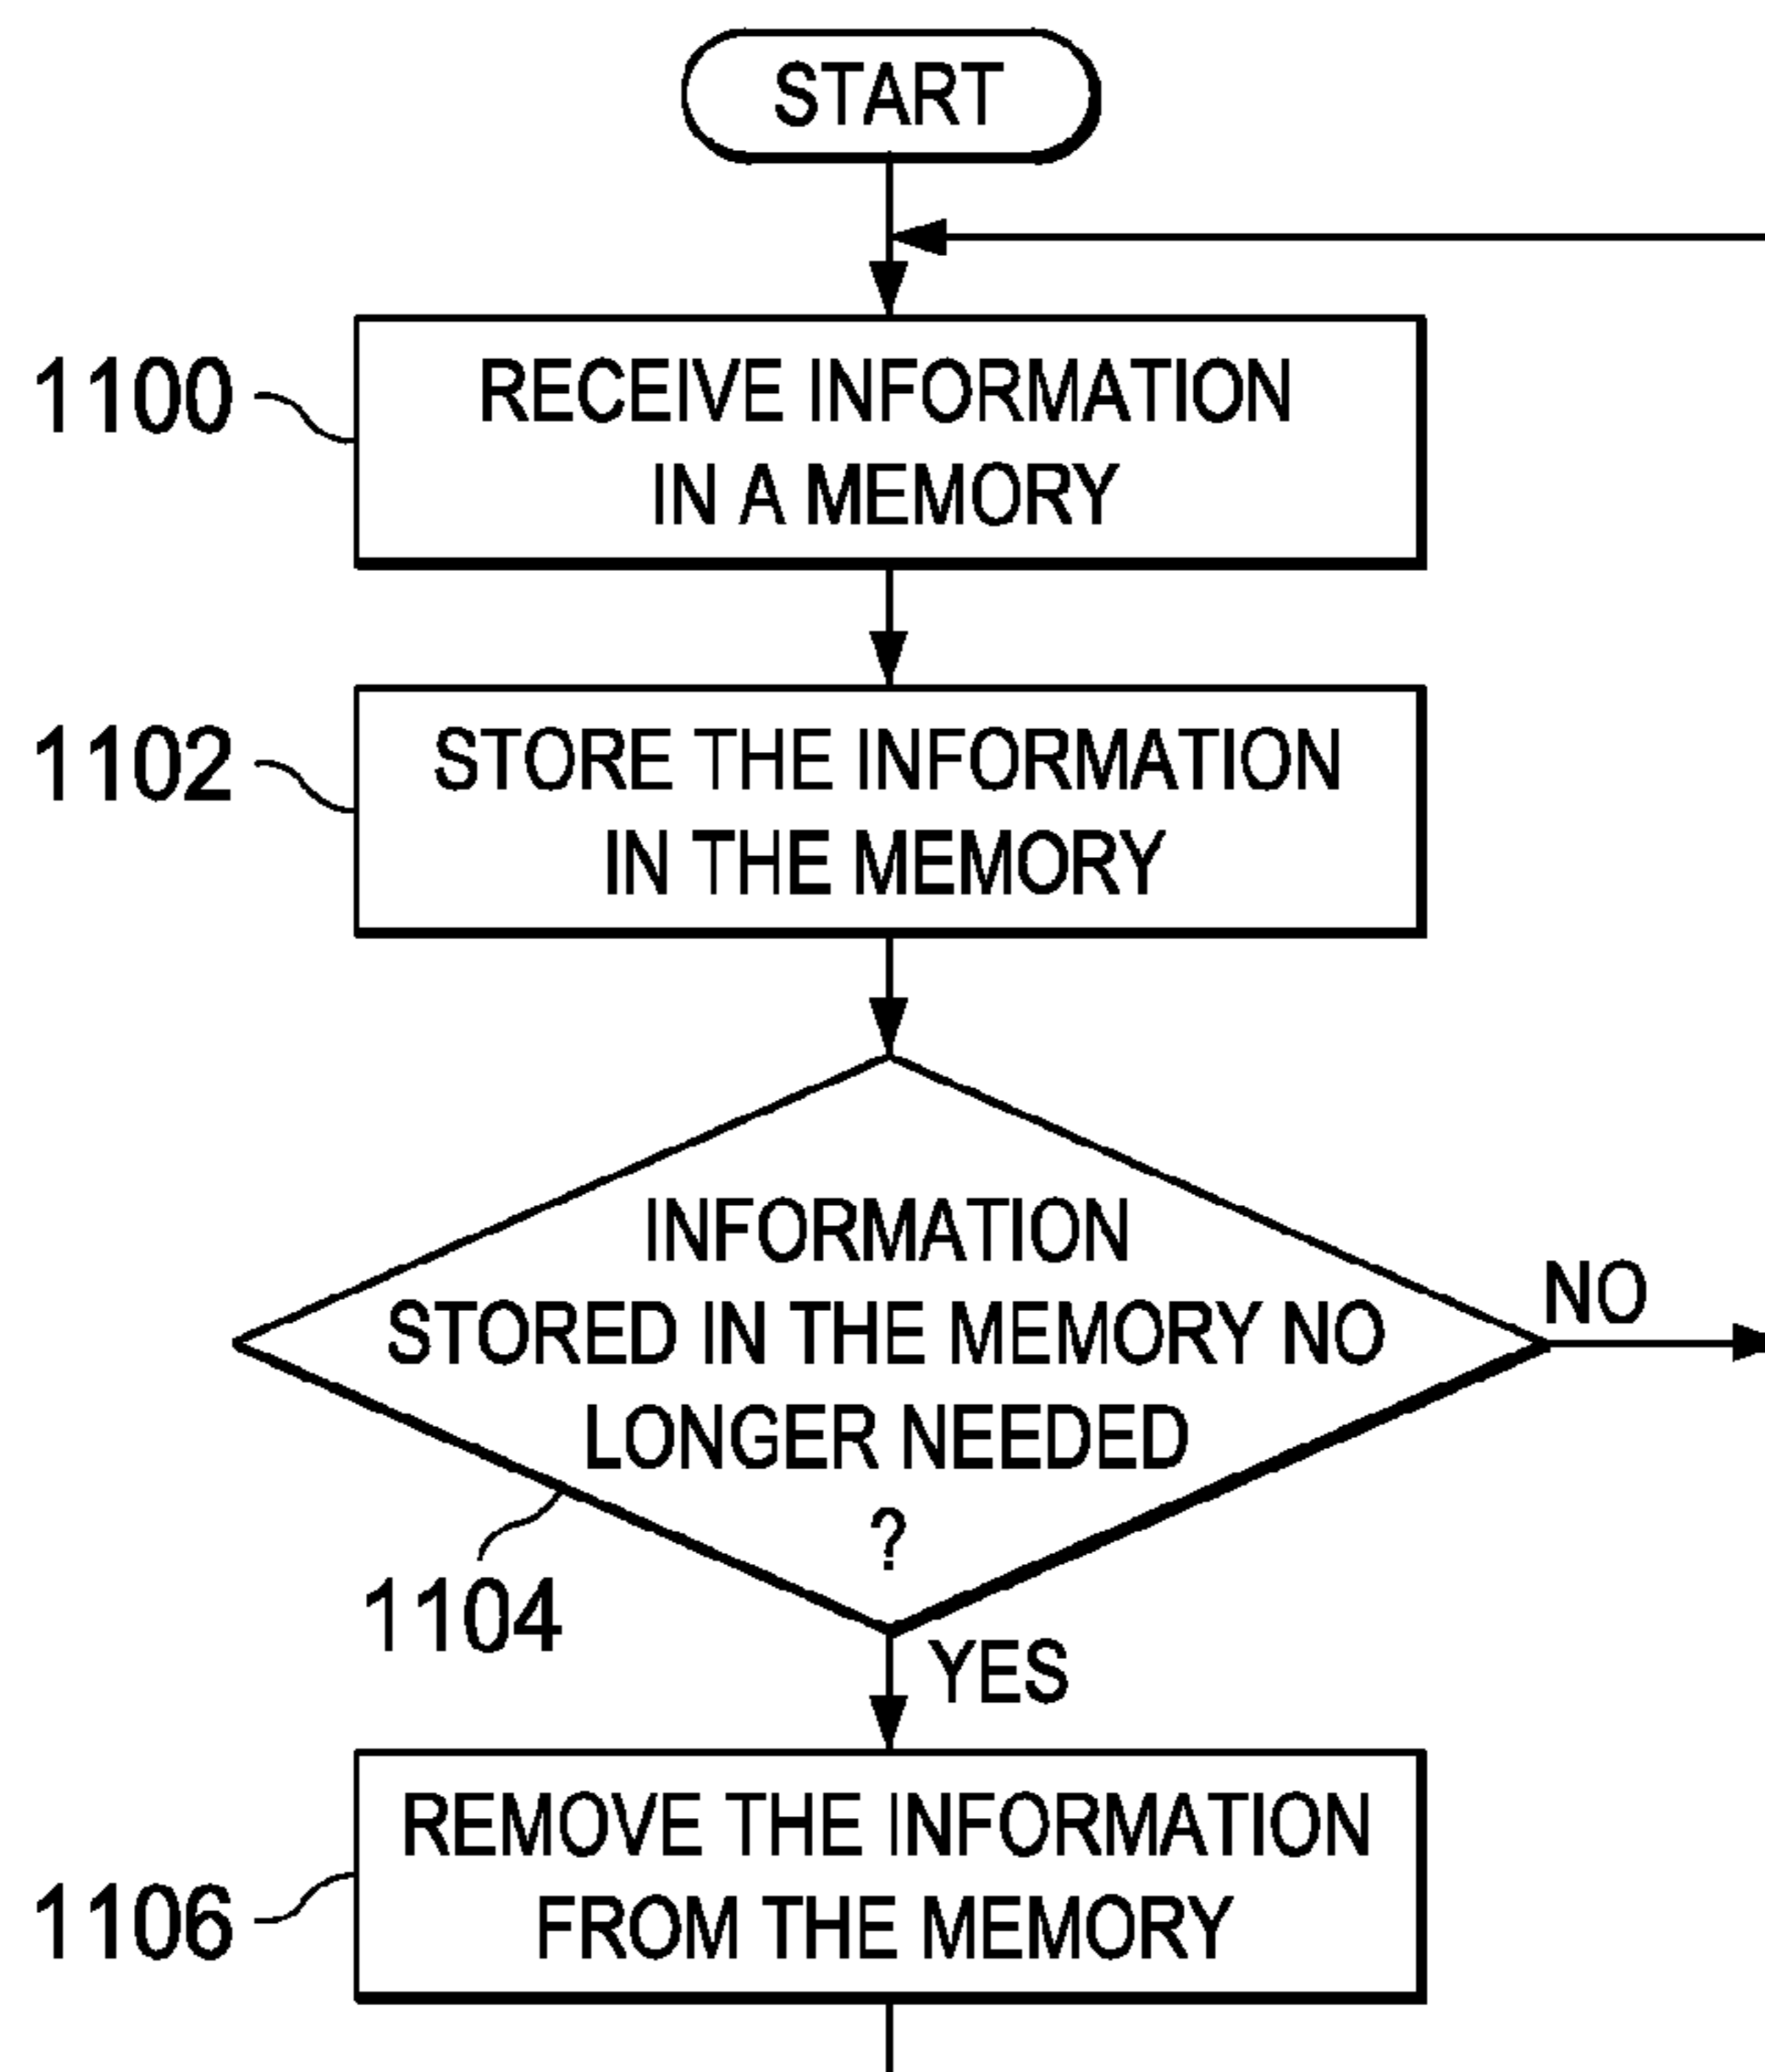 START
1100
RECEIVE INFORMATION
IN A MEMORY
1102
STORE THE INFORMATION
IN THE MEMORY
INFORMATION
STORED IN THE MEMORY NO
LONGER NEEDED
?
NO
1104
YES
1106
REMOVE THE INFORMATION
FROM THE MEMORY